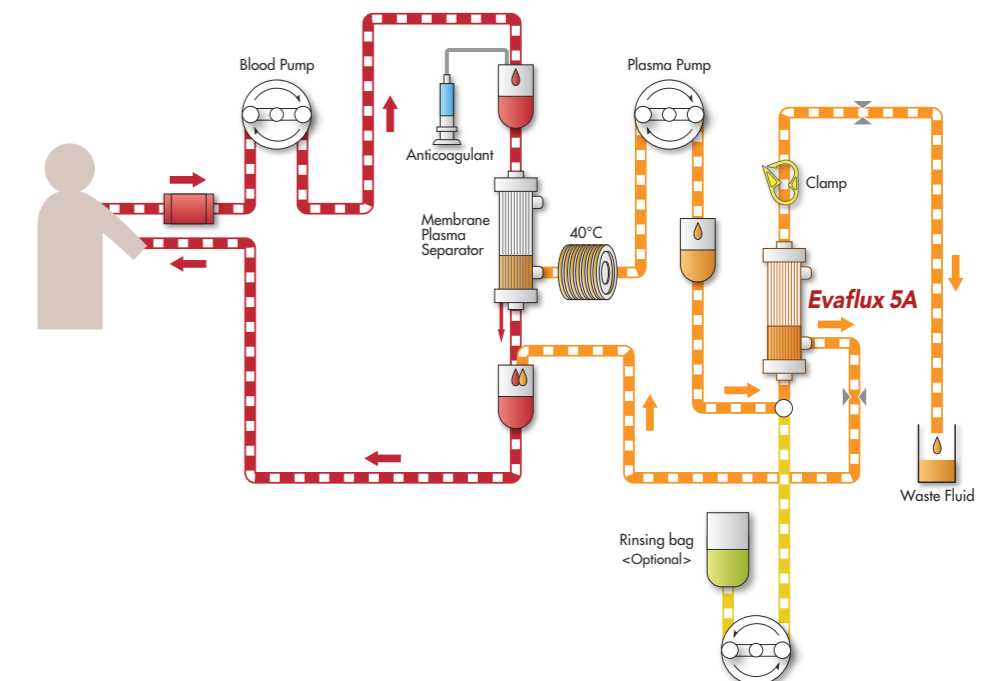 Blood Pump
Plasma Pump
Anticoagulant
Clamp
Membrane
Plasma
Separator
40°C
Evaflux 5A
Waste Fluid
Rinsing bag
<Optional>